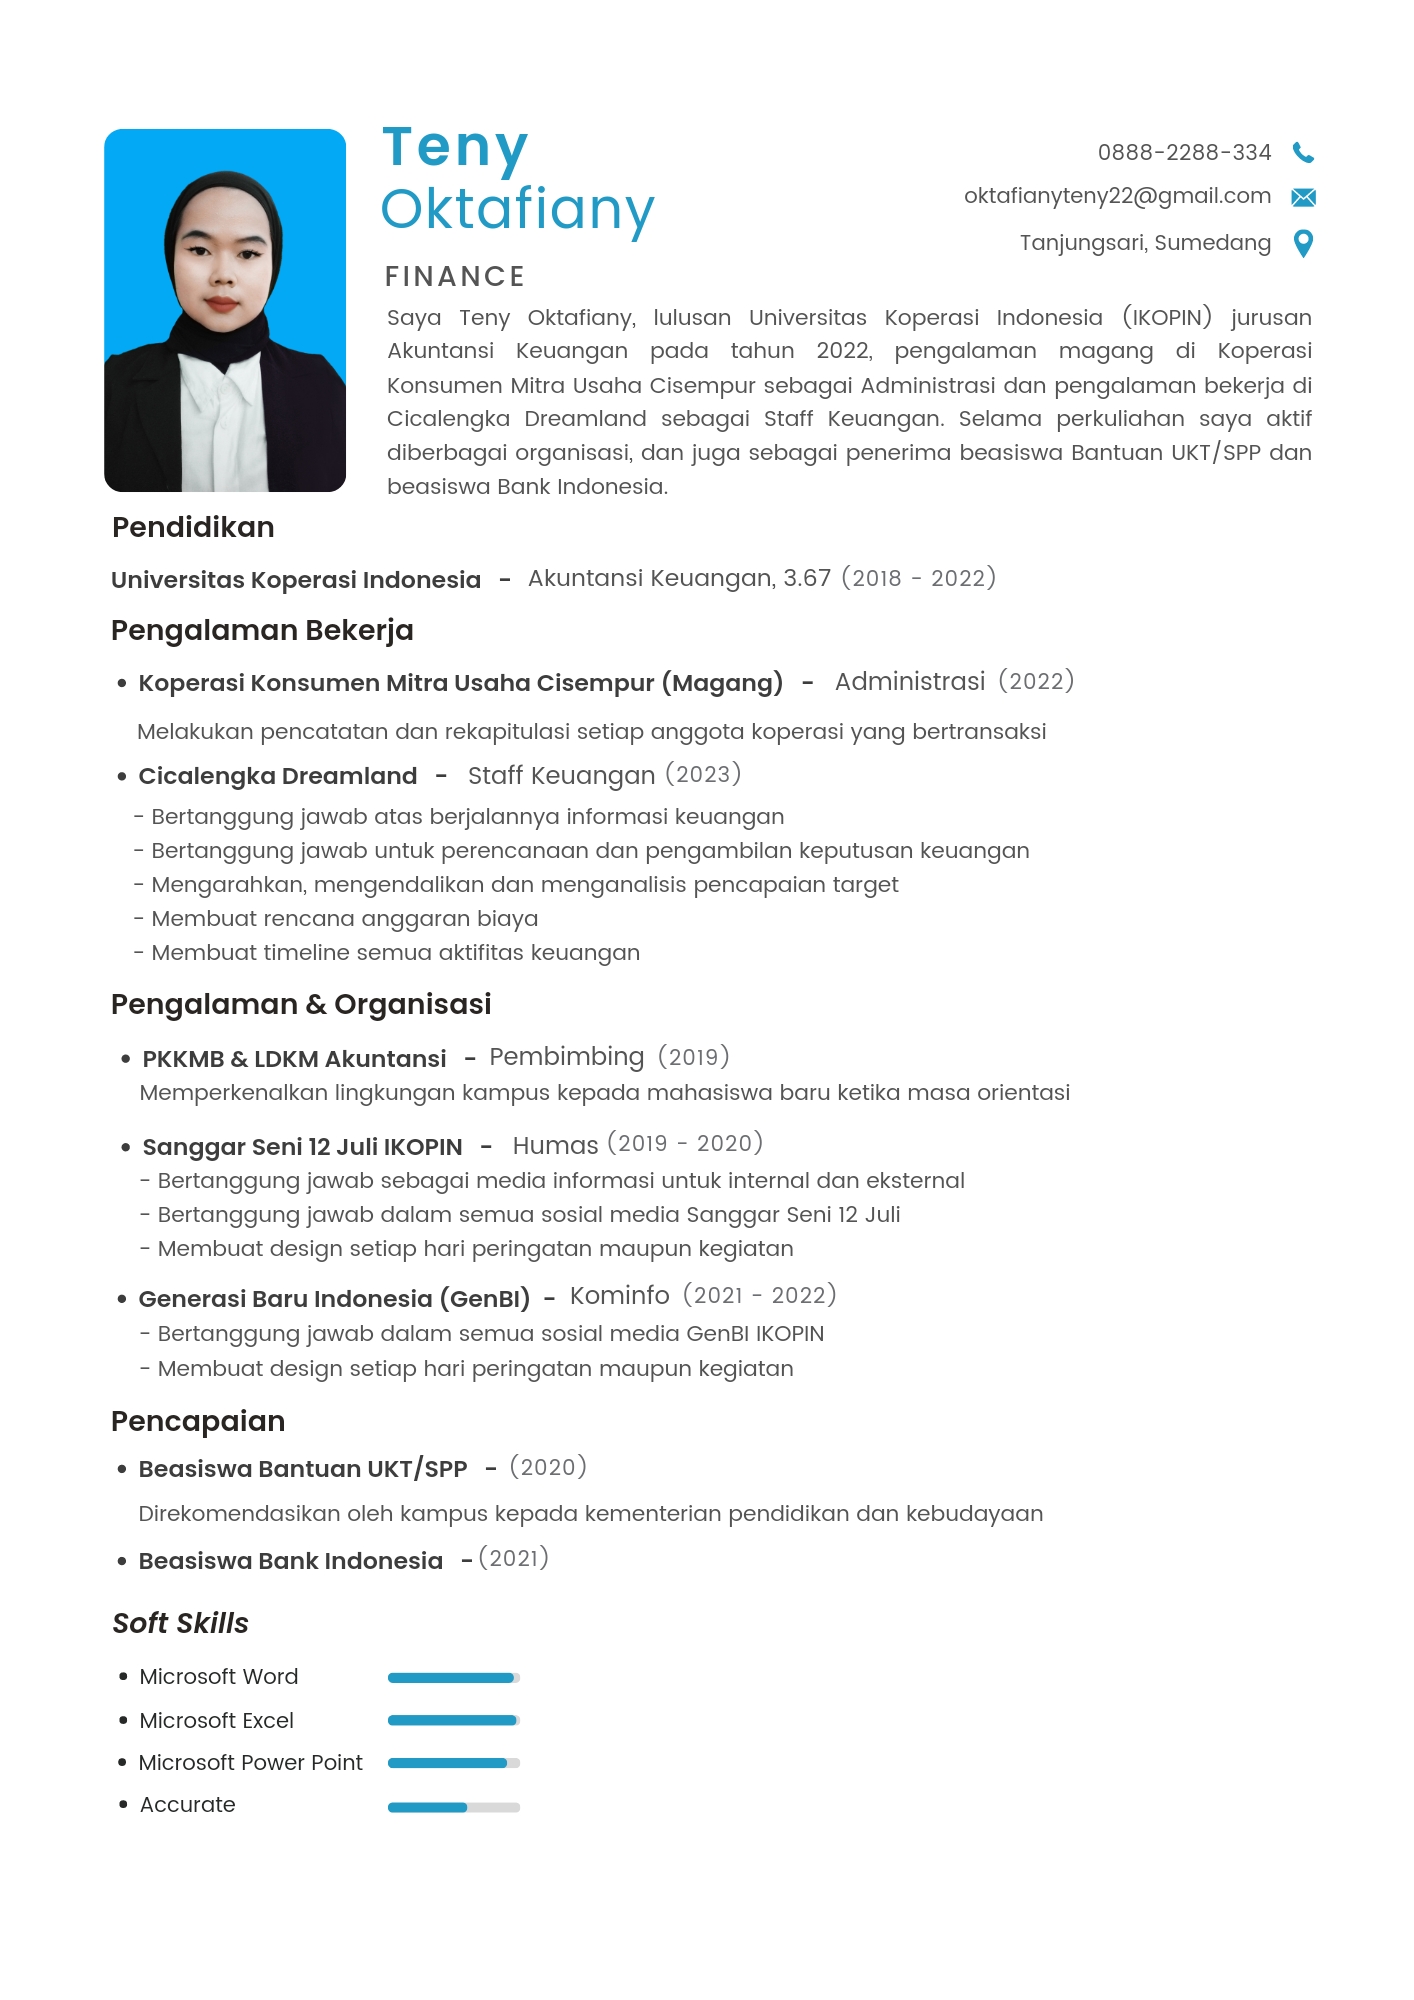 Teny
Oktafiany
FINANCE
0888-2288-334
oktafianyteny22@gmail.com
Tanjungsari, Sumedang
Saya Teny Oktafiany, lulusan Universitas Koperasi Indonesia (IKOPIN) jurusan
Akuntansi Keuangan pada tahun 2022, pengalaman magang di Koperasi
Konsumen Mitra Usaha Cisempur sebagai Administrasi dan pengalaman bekerja di
Cicalengka Dreamland sebagai Staff Keuangan. Selama perkuliahan saya aktif
diberbagai organisasi, dan juga sebagai penerima beasiswa Bantuan UKT/SPP dan
beasiswa Bank Indonesia.
Pendidikan
Universitas Koperasi Indonesia - Akuntansi Keuangan, 3.67 (2018 - 2022)
Pengalaman Bekerja
• Koperasi Konsumen Mitra Usaha Cisempur (Magang) - Administrasi (2022)
Melakukan pencatatan dan rekapitulasi setiap anggota koperasi yang bertransaksi
• Cicalengka Dreamland - Staff Keuangan (2023)
- Bertanggung jawab atas berjalannya informasi keuangan
- Bertanggung jawab untuk perencanaan dan pengambilan keputusan keuangan
- Mengarahkan, mengendalikan dan menganalisis pencapaian target
- Membuat rencana anggaran biaya
- Membuat timeline semua aktifitas keuangan
Pengalaman & Organisasi
• PKKMB & LDKM Akuntansi - Pembimbing (2019)
Memperkenalkan lingkungan kampus kepada mahasiswa baru ketika masa orientasi
• Sanggar Seni 12 Juli IKOPIN - Humas (2019 - 2020)
- Bertanggung jawab sebagai media informasi untuk internal dan eksternal
- Bertanggung jawab dalam semua sosial media Sanggar Seni 12 Juli
- Membuat design setiap hari peringatan maupun kegiatan
• Generasi Baru Indonesia (GenBI) - Kominfo (2021 - 2022)
- Bertanggung jawab dalam semua sosial media GenBI IKOPIN
- Membuat design setiap hari peringatan maupun kegiatan
Pencapaian
• Beasiswa Bantuan UKT/SPP - (2020)
Direkomendasikan oleh kampus kepada kementerian pendidikan dan kebudayaan
• Beasiswa Bank Indonesia - (2021)
Soft Skills
• Microsoft Word
• Microsoft Excel
• Microsoft Power Point
• Accurate